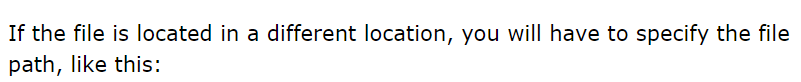 If the file is located in a different location, you will have to specify the file
path, like this: